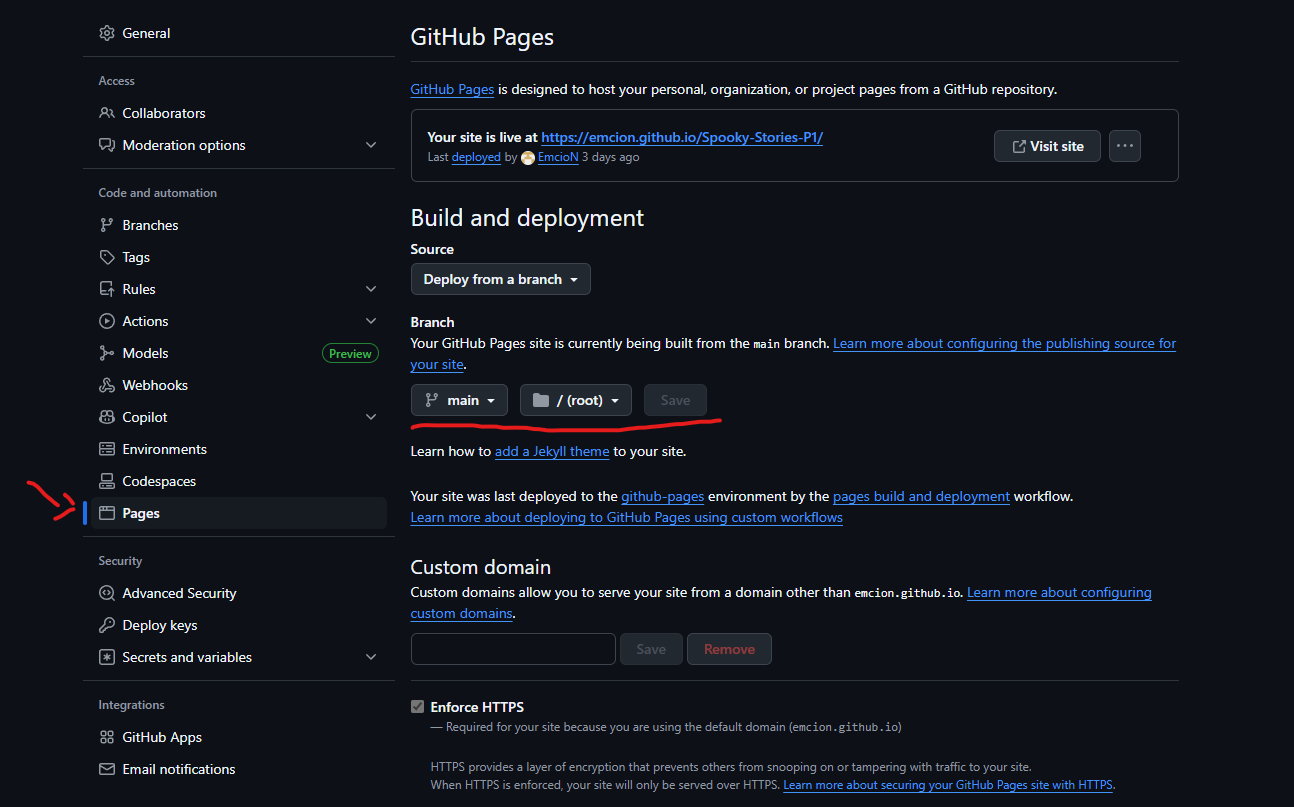 General
Access
Collaborators
Moderation options
Code and automation
Branches
Tags
Rules
Actions
Models Preview
Webhooks
Copilot
Environments
Codespaces
Pages
Security
Advanced Security
Deploy keys
Secrets and variables
Integrations
GitHub Apps
Email notifications
GitHub Pages
GitHub Pages is designed to host your personal, organization, or project pages from a GitHub repository.
Your site is live at https://emcion.github.io/Spooky-Stories-P1/
Last deployed by EmcioN 3 days ago
Visit site
Build and deployment
Source
Deploy from a branch
Branch
Your GitHub Pages site is currently being built from the main branch. Learn more about configuring the publishing source for
your site.
main / (root) Save
Learn how to add a Jekyll theme to your site.
Your site was last deployed to the github-pages environment by the pages build and deployment workflow.
Learn more about deploying to GitHub Pages using custom workflows
Custom domain
Custom domains allow you to serve your site from a domain other than emcion.github.io. Learn more about configuring
custom domains.
Save Remove
Enforce HTTPS
— Required for your site because you are using the default domain (emcion.github.io)
HTTPS provides a layer of encryption that prevents others from snooping on or tampering with traffic to your site.
When HTTPS is enforced, your site will only be served over HTTPS. Learn more about securing your GitHub Pages site with HTTPS.